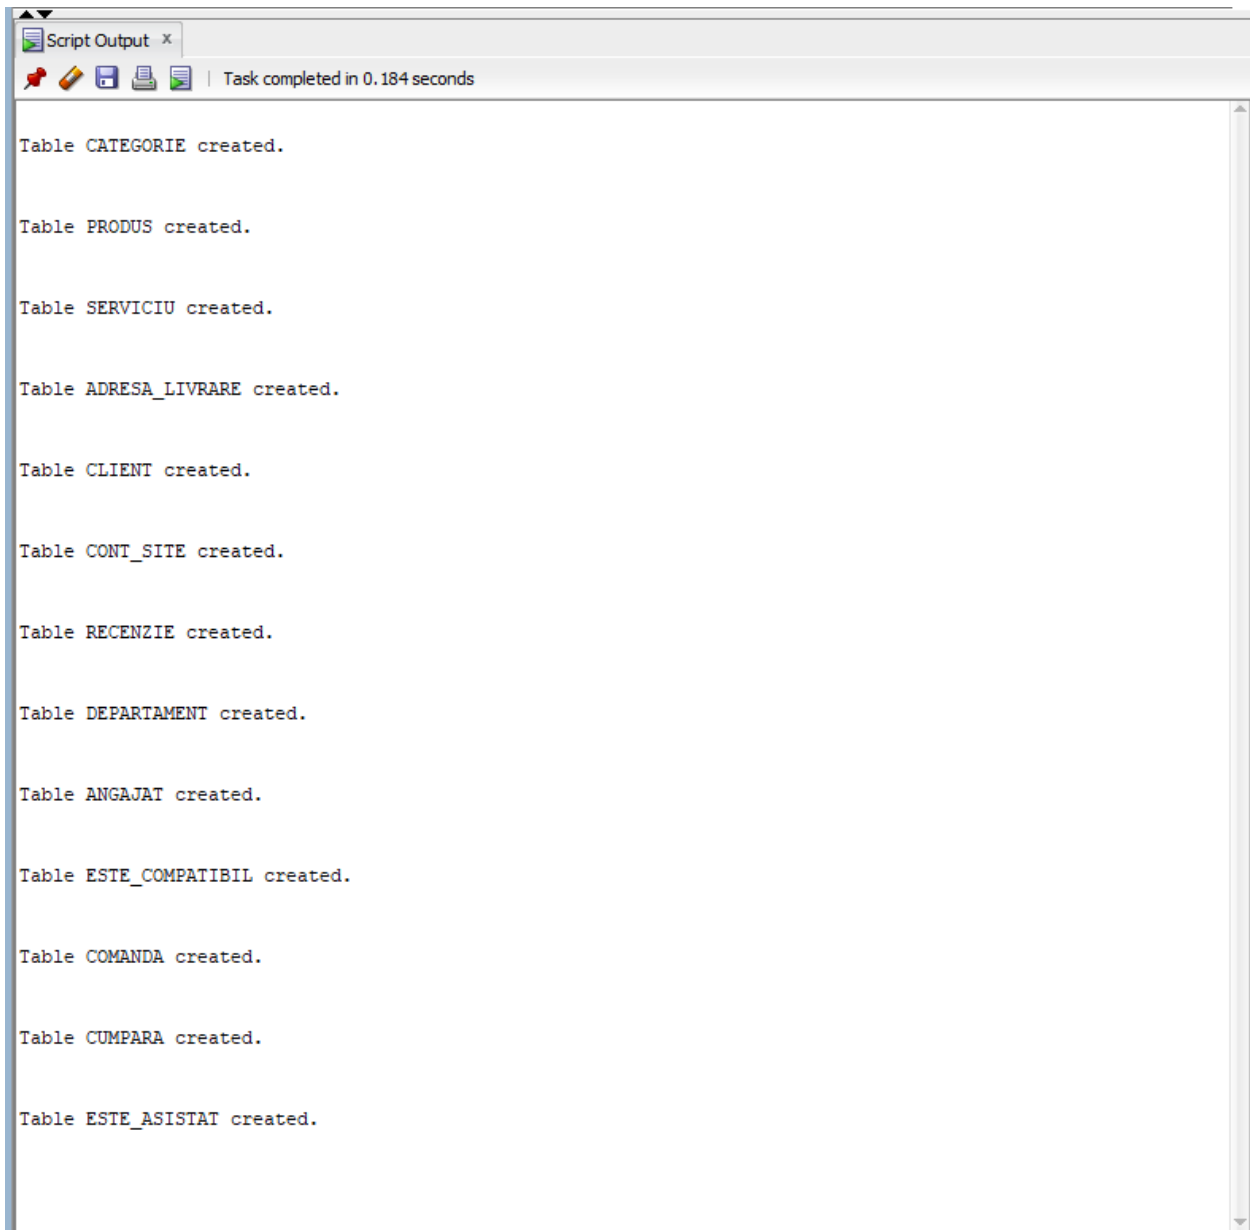 Script Output x
Task completed in 0.184 seconds
Table CATEGORIE created.
Table PRODUS created.
Table SERVICIU created.
Table ADRESA_LIVRARE created.
Table CLIENT created.
Table CONT_SITE created.
Table RECENZIE created.
Table DEPARTAMENT created.
Table ANGAJAT created.
Table ESTE_COMPATIBIL created.
Table COMANDA created.
Table CUMPARA created.
Table ESTE_ASISTAT created.